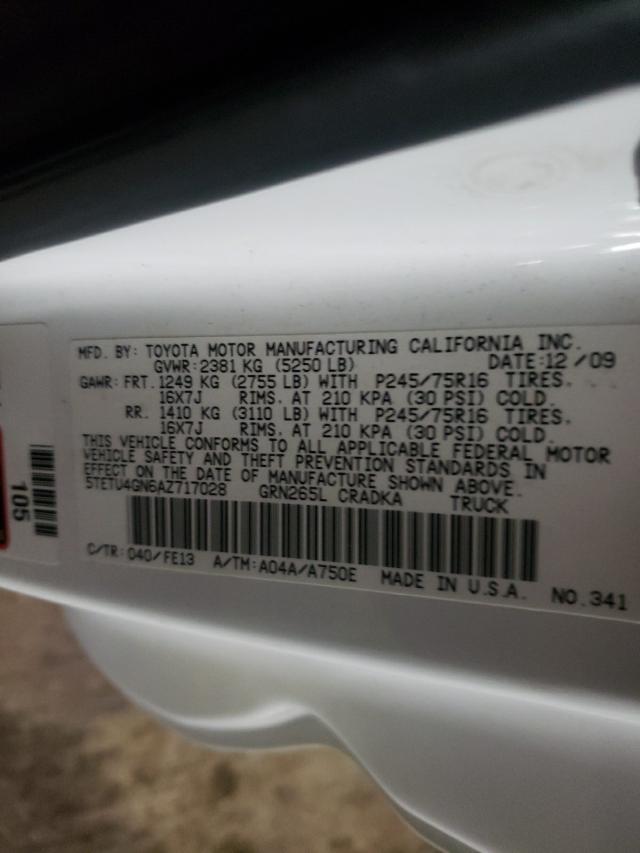 MFD. BY: TOYOTA MOTOR MANUFACTURING CALIFORNIA INC.
GVWR: 2381 KG (5250 LB) DATE: 12/09
GAWR: FRT. 1249 KG (2755 LB) WITH P245/75R16 TIRES.
16X7J RIMS. AT 210 KPA (30 PSI) COLD.
RR. 1410 KG (3110 LB) WITH P245/75R16 TIRES.
16X7J RIMS. AT 210 KPA (30 PSI) COLD.
THIS VEHICLE CONFORMS TO ALL APPLICABLE FEDERAL MOTOR
VEHICLE SAFETY AND THEFT PREVENTION STANDARDS IN
EFFECT ON THE DATE OF MANUFACTURE SHOWN ABOVE.
5TETU4GN6AZ717028 GRN265L CRADKA TRUCK
C/TR: 040/FE13 A/TM: A04A/A750E MADE IN U.S.A. NO.341
105